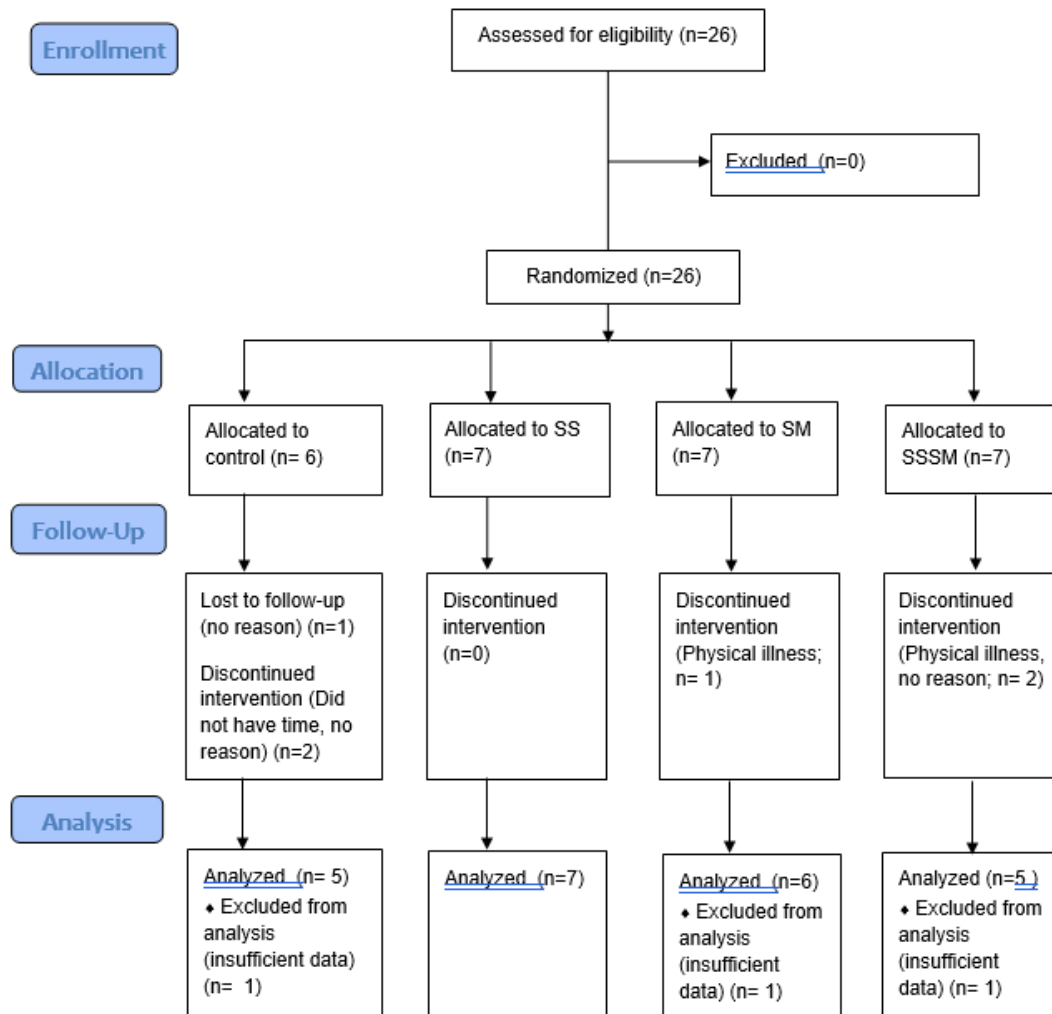 Enrollment
Assessed for eligibility (n=26)
Excluded (n=0)
Randomized (n=26)
Allocation
Allocated to
control (n= 6)
Allocated to SS
(n=7)
Allocated to SM
(n=7)
Allocated to
SSSM (n=7)
Follow-Up
Lost to follow-up
(no reason) (n=1)
Discontinued
intervention (Did
not have time, no
reason) (n=2)
Discontinued
intervention
(n=0)
Discontinued
intervention
(Physical illness;
n= 1)
Discontinued
intervention
(Physical illness,
no reason; n= 2)
Analysis
Analyzed (n= 5)
♦ Excluded from
analysis
(insufficient data)
(n= 1)
Analyzed (n=7)
Analyzed (n=6)
♦ Excluded from
analysis
(insufficient
data) (n= 1)
Analyzed (n=5 )
♦ Excluded from
analysis
(insufficient
data) (n= 1)